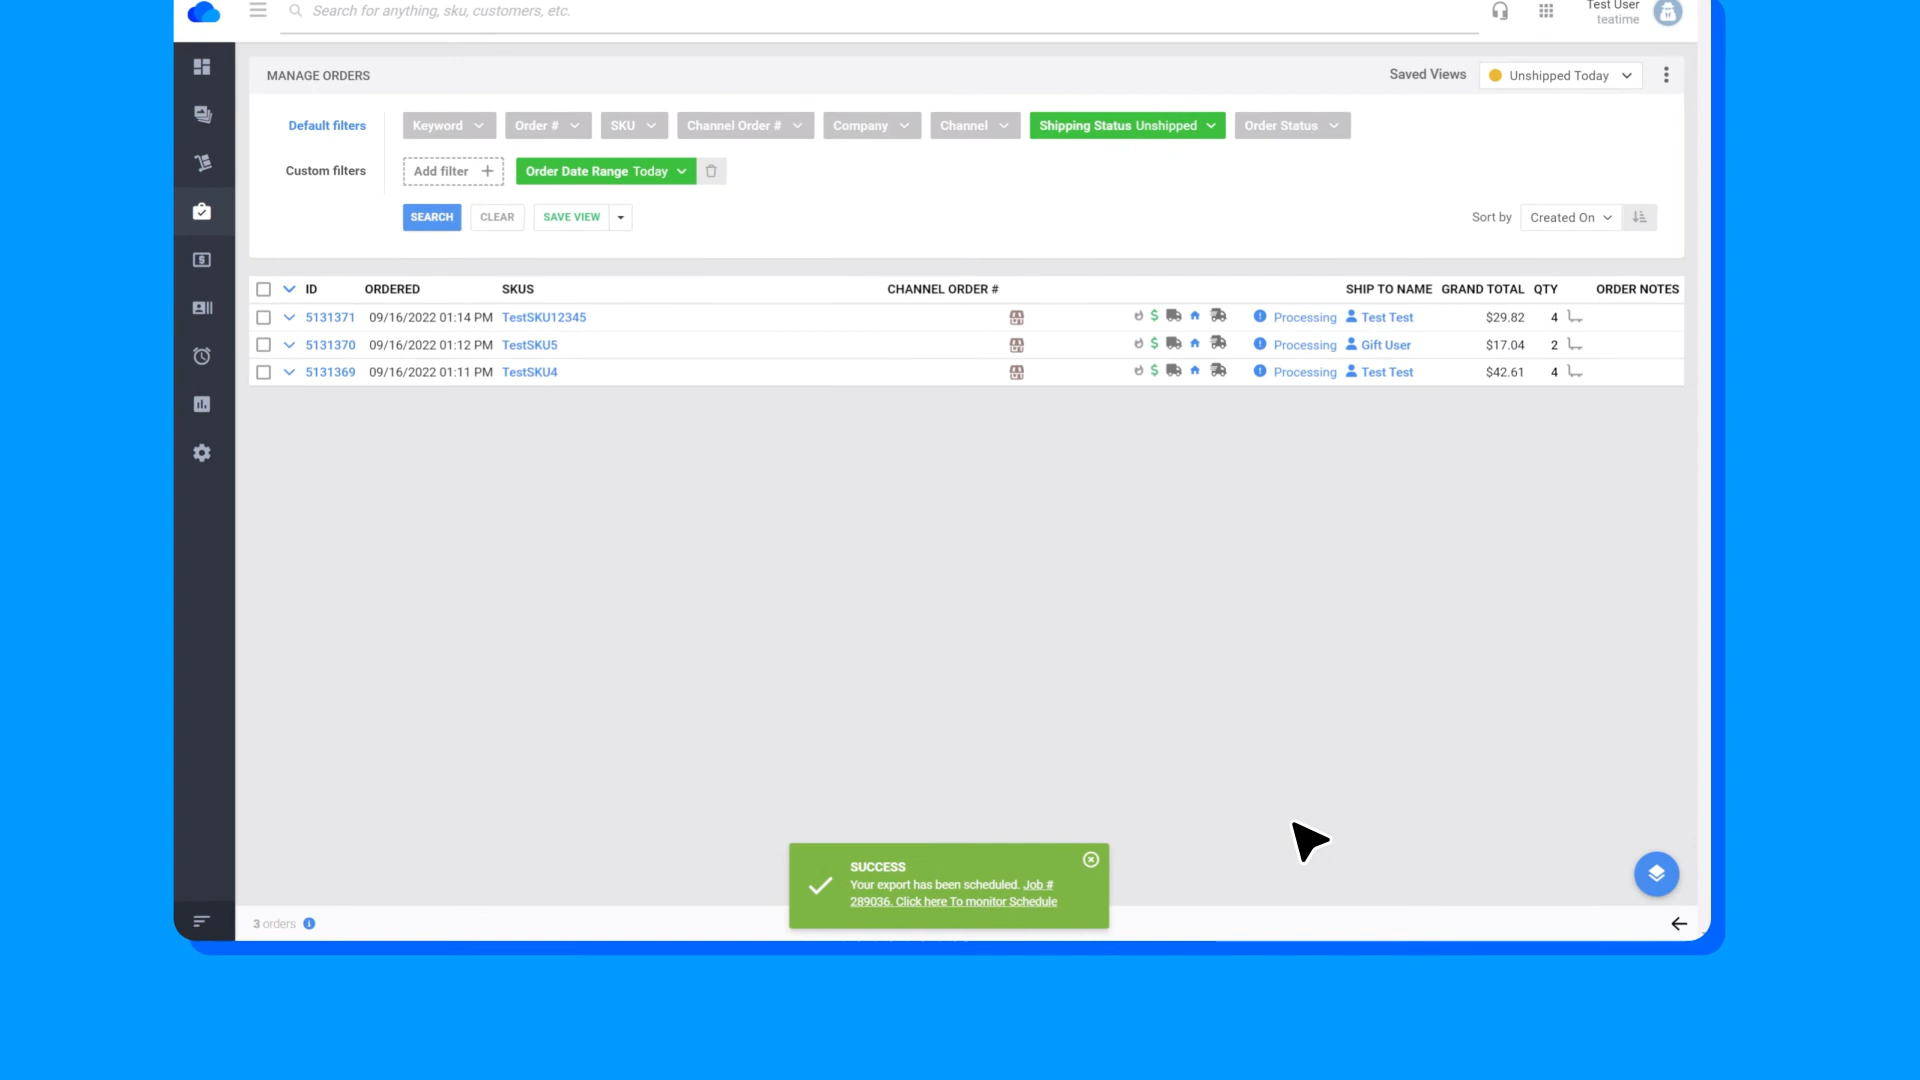 Search for anything, sku, customers, etc.
Test User
teatime
MANAGE ORDERS
Saved Views
Unshipped Today
Default filters
Keyword
Order #
SKU
Channel Order #
Company
Channel
Shipping Status Unshipped
Order Status
Custom filters
Add filter
Order Date Range Today
SEARCH
CLEAR
SAVE VIEW
Sort by
Created On
ID ORDERED SKUS CHANNEL ORDER # SHIP TO NAME GRAND TOTAL QTY ORDER NOTES
5131371 09/16/2022 01:14 PM TestSKU12345 $ Processing Test Test $29.82 4
5131370 09/16/2022 01:12 PM TestSKU5 $ Processing Gift User $17.04 2
5131369 09/16/2022 01:11 PM TestSKU4 $ Processing Test Test $42.61 4
SUCCESS
Your export has been scheduled. Job #
289036. Click here To monitor Schedule
3 orders